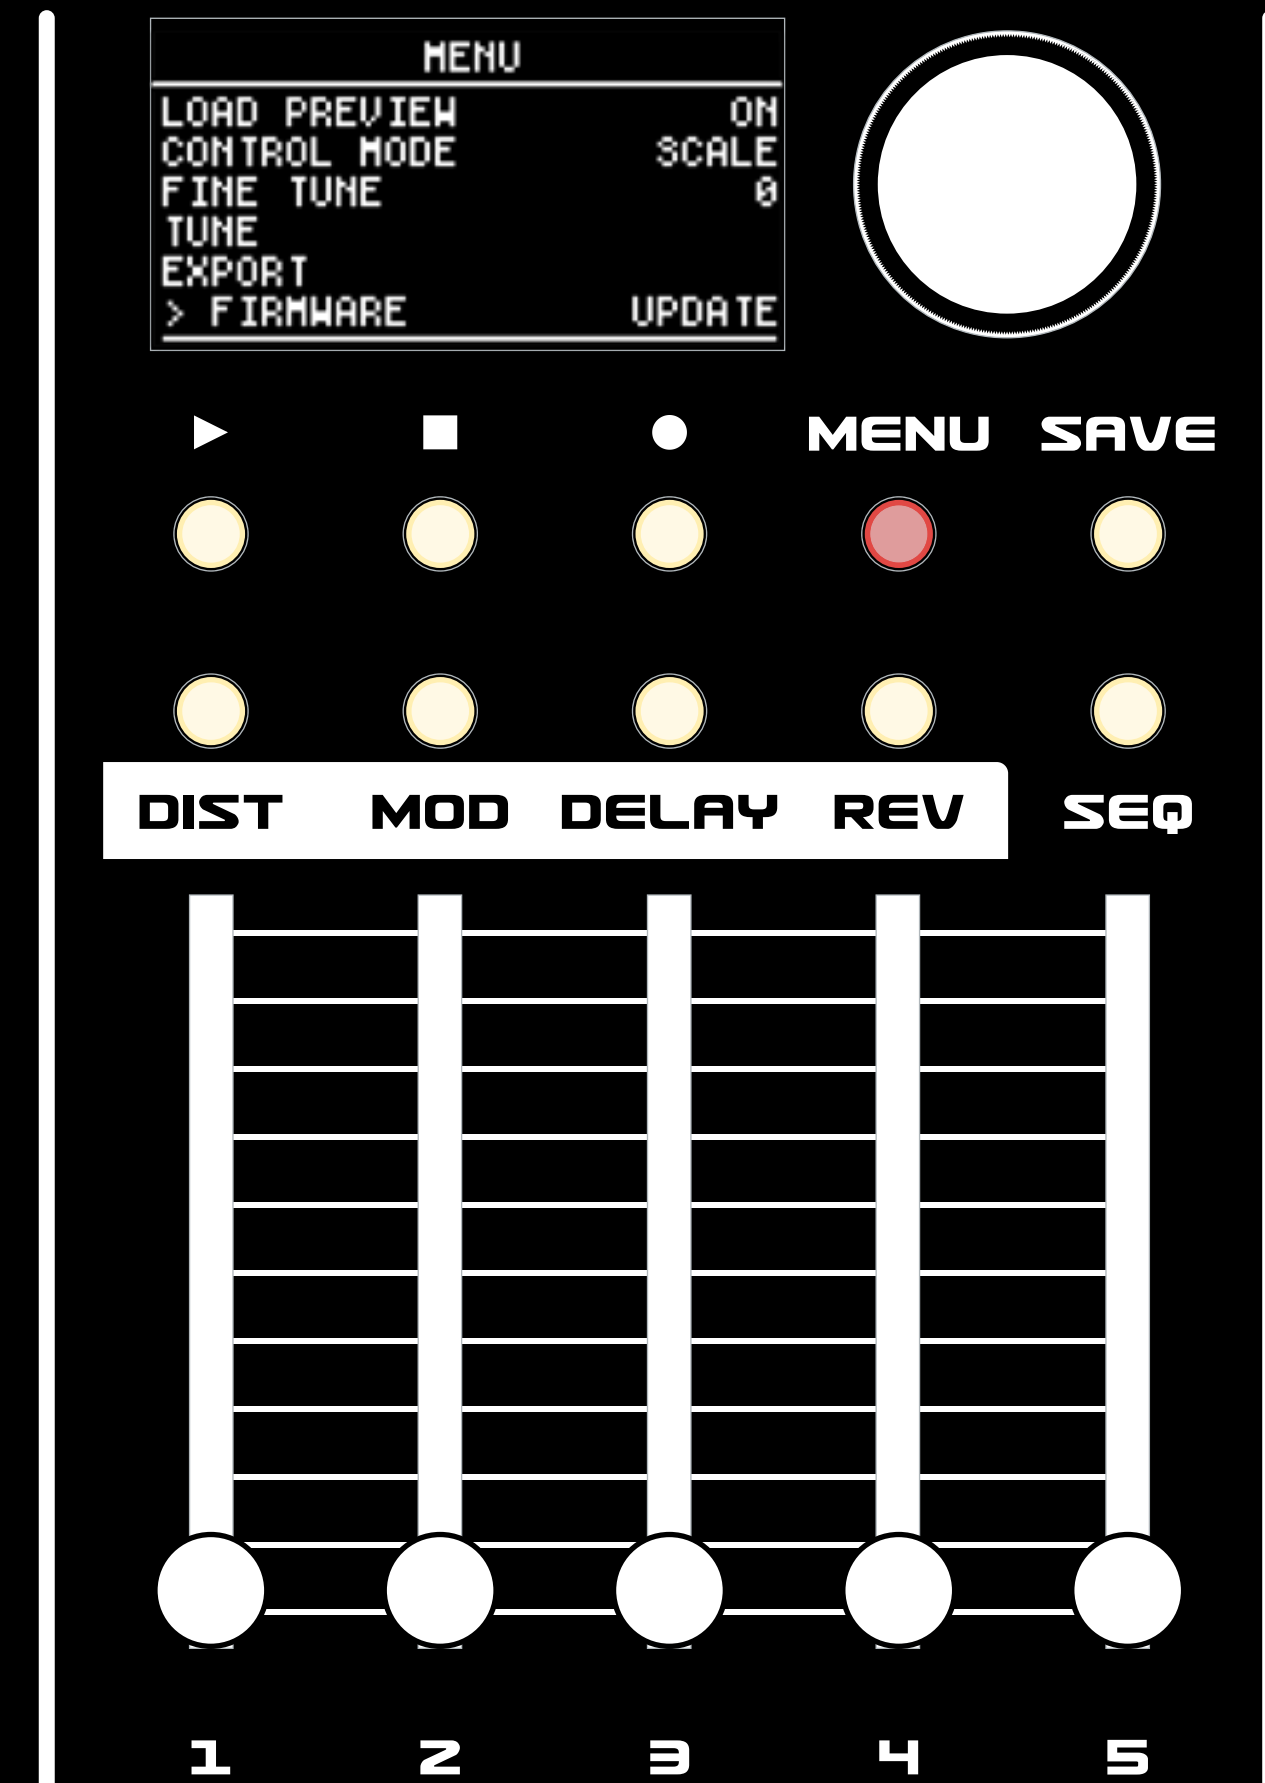 MENU
LOAD PREVIEW ON
CONTROL MODE SCALE
FINE TUNE 0
TUNE
EXPORT
> FIRMWARE UPDATE
MENU SAVE
DIST MOD DELAY REV SEQ
1 2 3 4 5